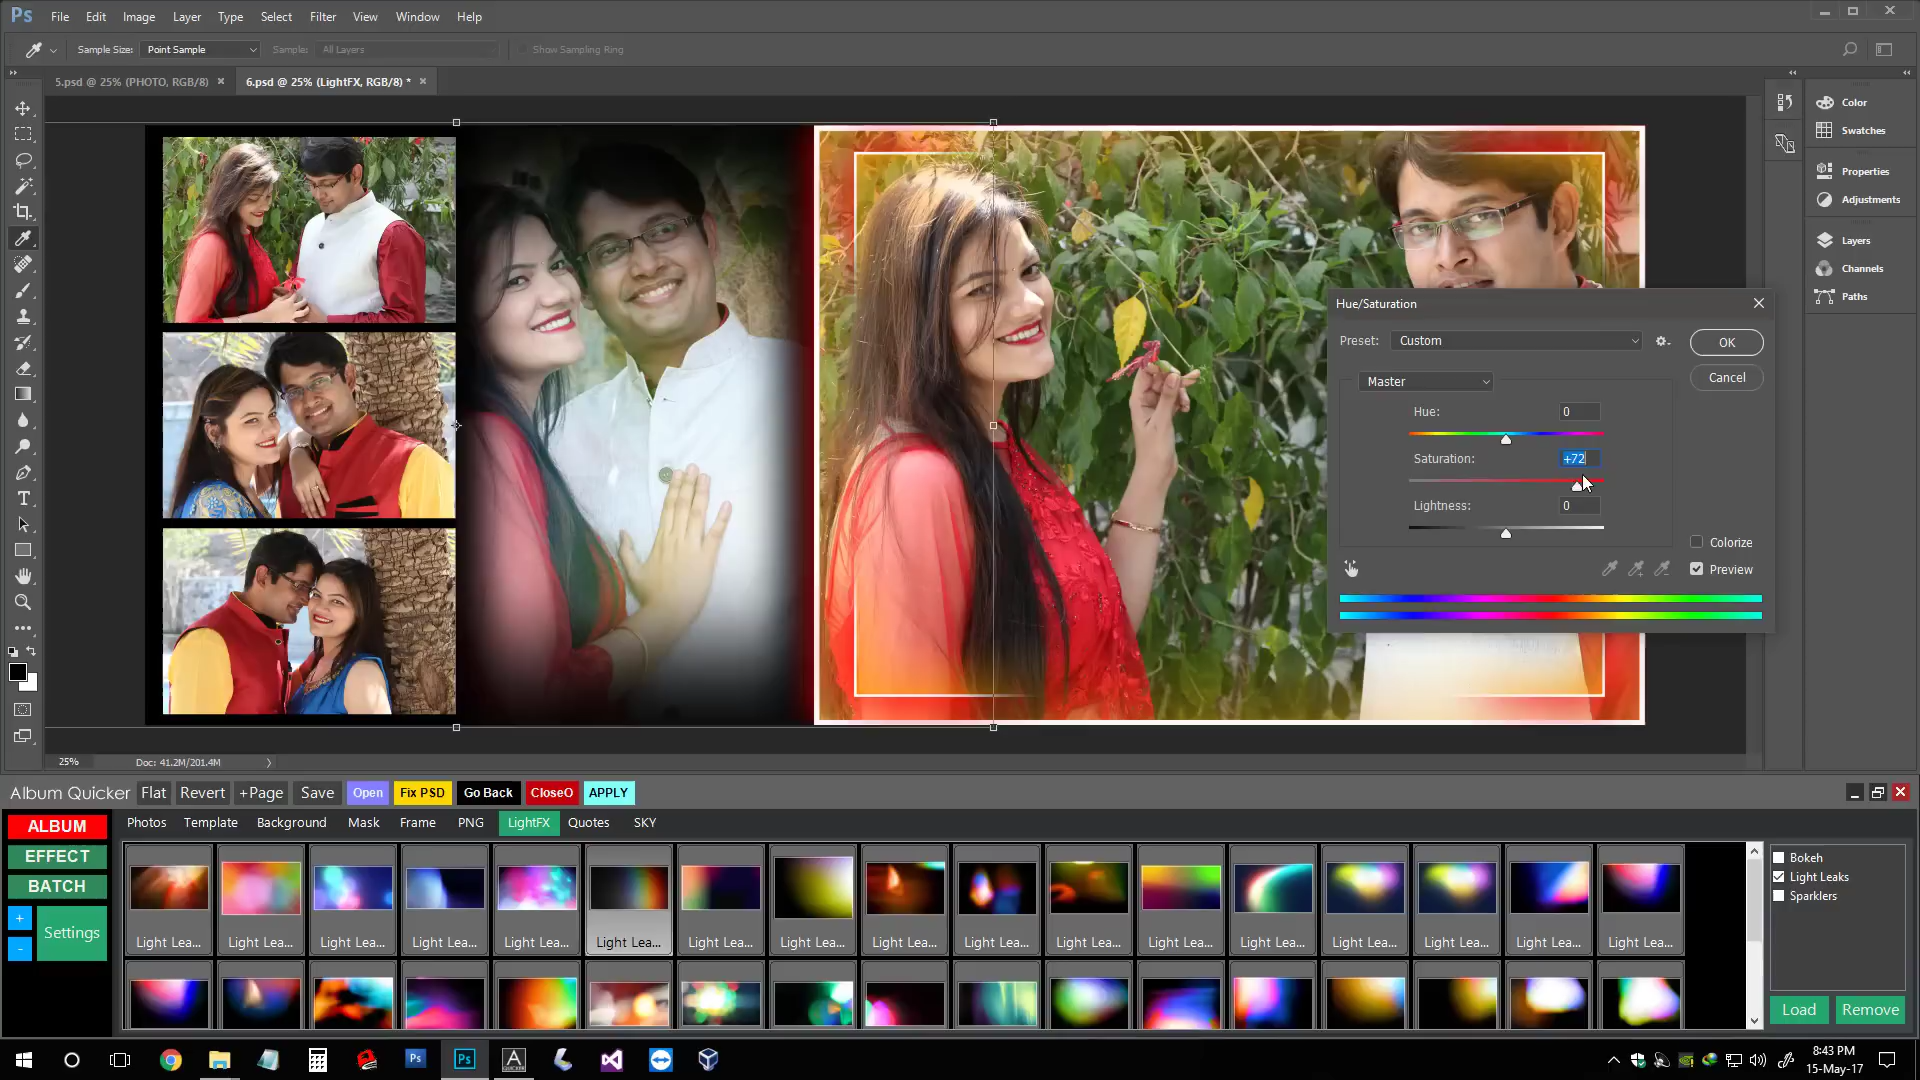 Ps File Edit Image Layer Type Select Filter View Window Help
Sample Size: Point Sample Sample: All Layers Show Sampling Ring
5.psd @ 25% (PHOTO, RGB/8) × 6.psd @ 25% (LightFX, RGB/8) * ×
Color
Swatches
Properties
Adjustments
Layers
Channels
Paths
Hue/Saturation
Preset: Custom
OK
Cancel
Master
Hue: 0
Saturation: +72
Lightness: 0
Colorize
Preview
25% Doc: 41.2M/201.4M
Album Quicker Flat Revert +Page Save Open Fix PSD Go Back CloseO APPLY
ALBUM
EFFECT
BATCH
+
-
Settings
Photos Template Background Mask Frame PNG LightFX Quotes SKY
Light Lea... Light Lea... Light Lea... Light Lea... Light Lea... Light Lea... Light Lea... Light Lea... Light Lea... Light Lea... Light Lea... Light Lea... Light Lea... Light Lea... Light Lea... Light Lea... Light Lea...
Bokeh
Light Leaks
Sparklers
Load Remove
Ps Ps A
8:43 PM
15-May-17